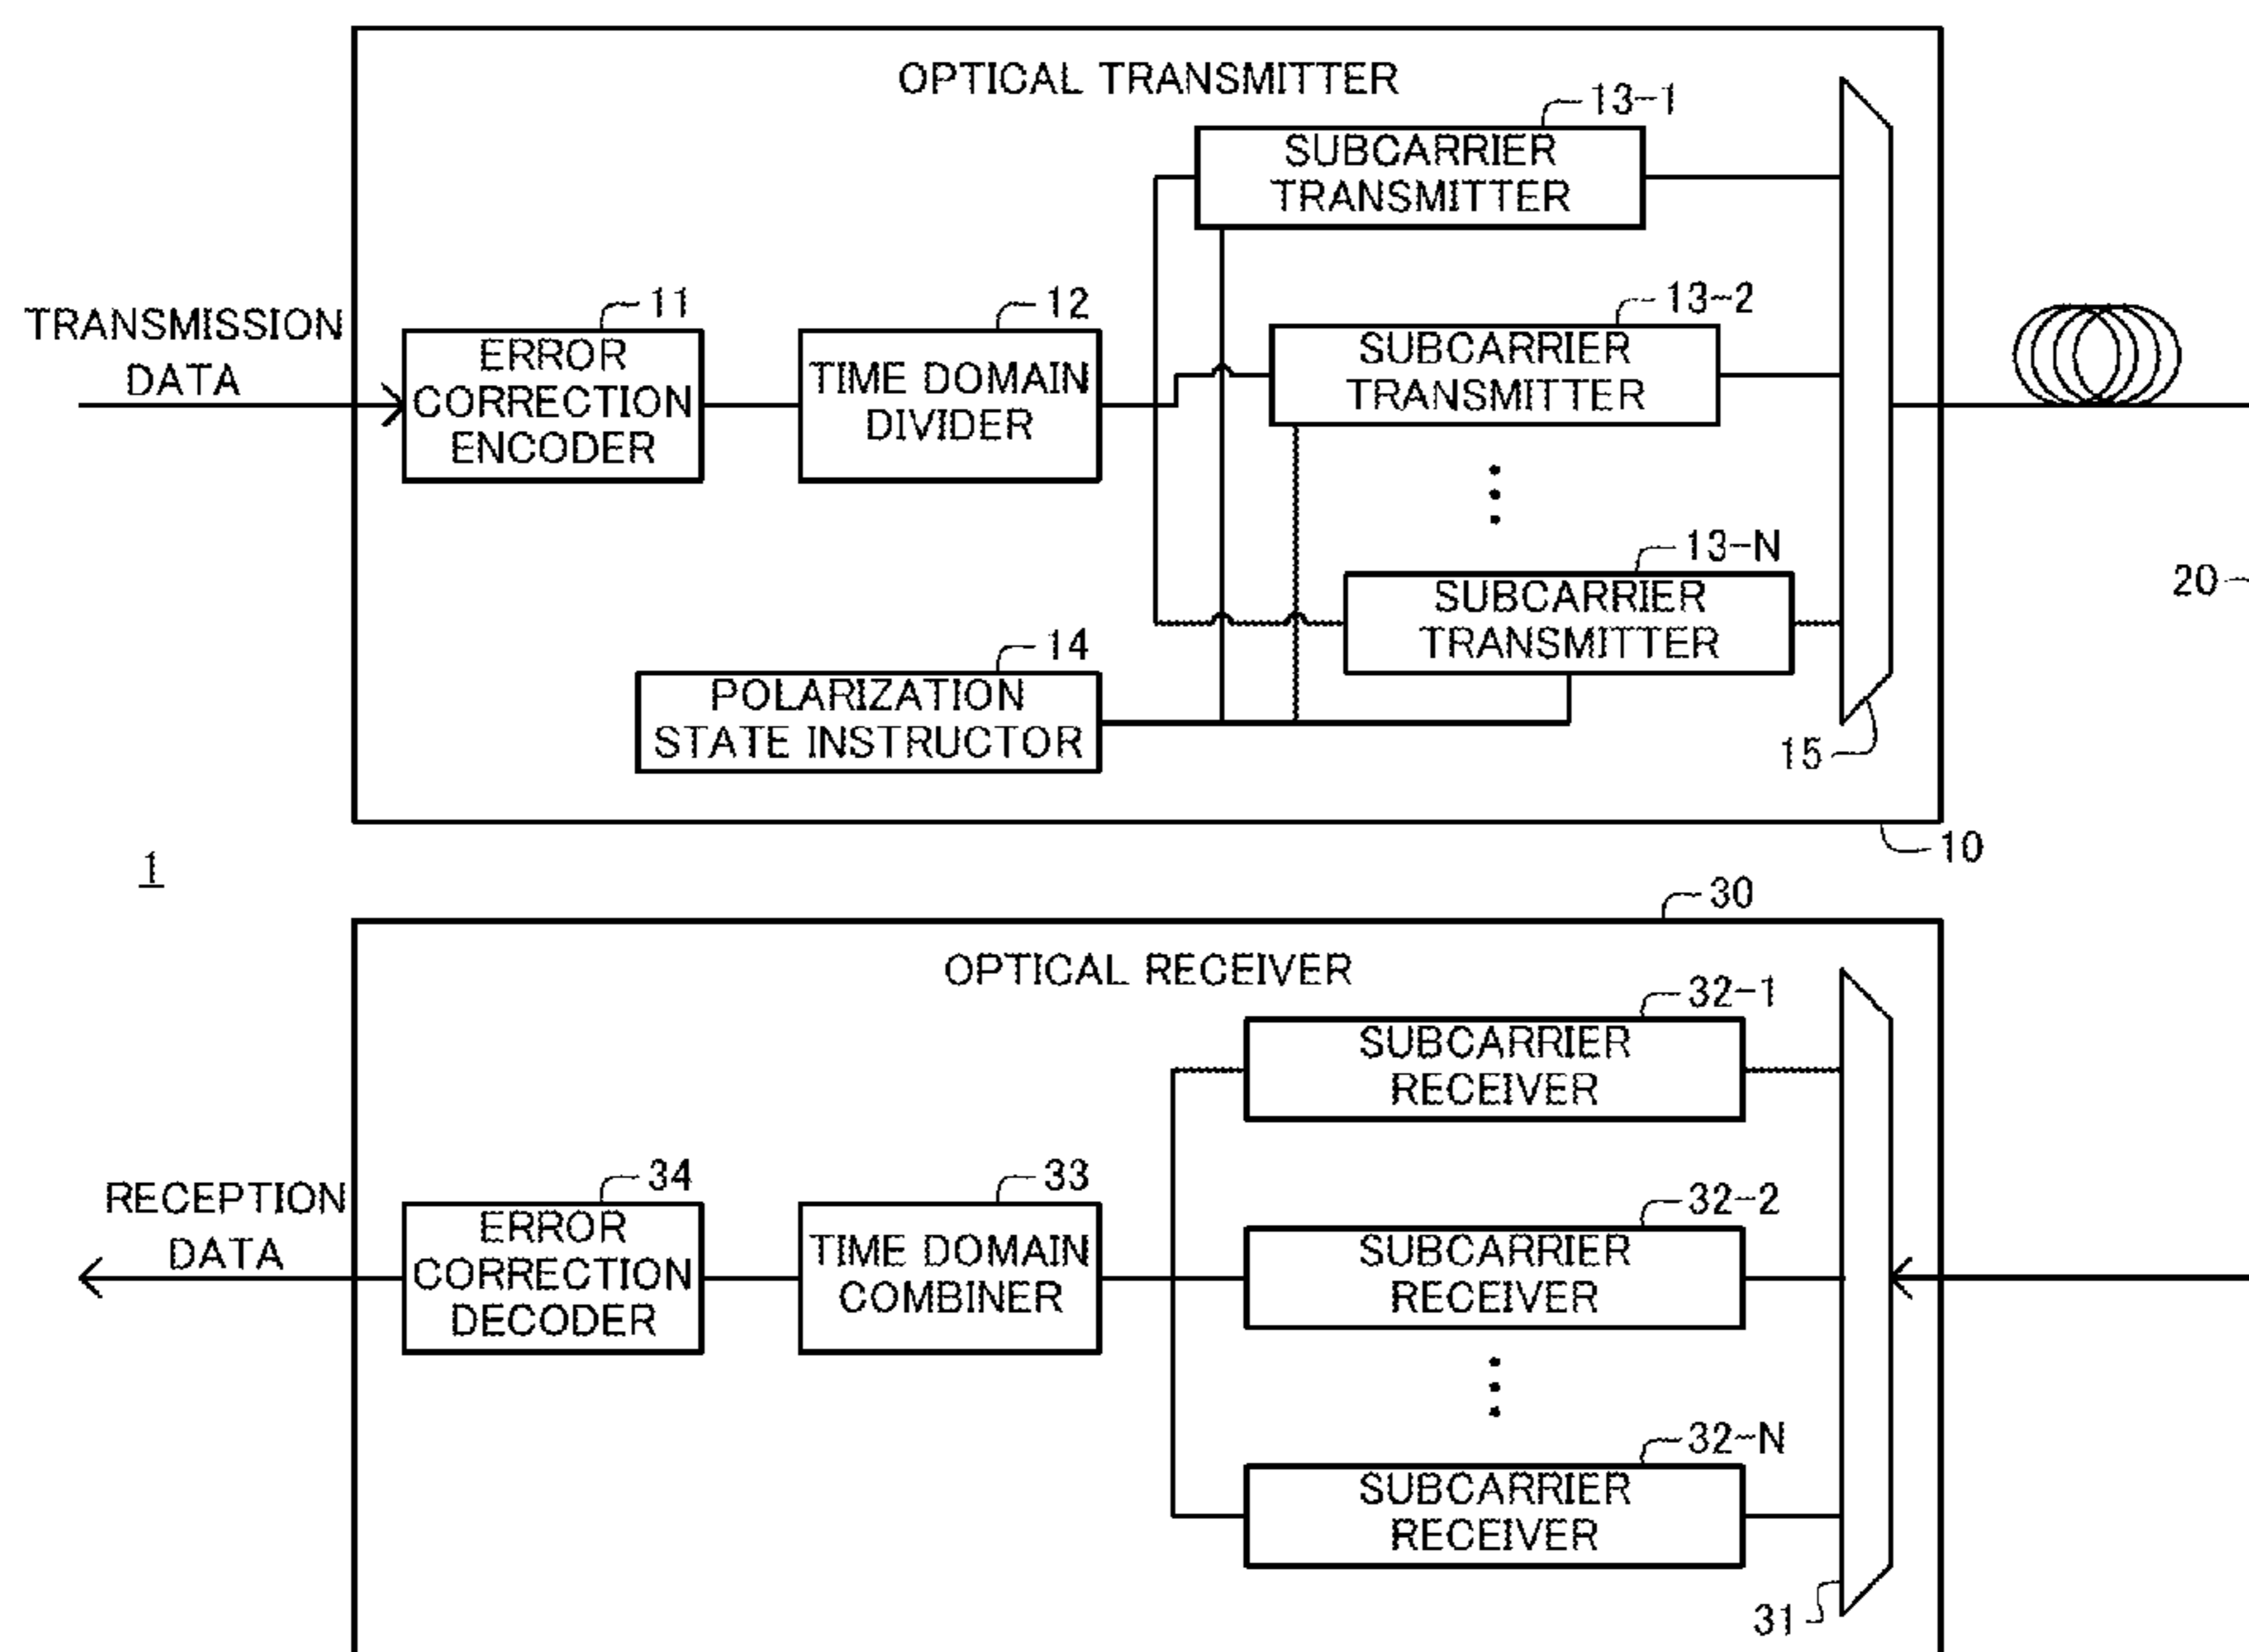 OPTICAL TRANSMITTER
13-1
SUBCARRIER
TRANSMITTER
TRANSMISSION
DATA
11
ERROR
CORRECTION
ENCODER
12
TIME DOMAIN
DIVIDER
13-2
SUBCARRIER
TRANSMITTER
13-N
SUBCARRIER
TRANSMITTER
20
14
POLARIZATION
STATE INSTRUCTOR
15
10
1
30
OPTICAL RECEIVER
32-1
SUBCARRIER
RECEIVER
RECEPTION
DATA
34
ERROR
CORRECTION
DECODER
33
TIME DOMAIN
COMBINER
32-2
SUBCARRIER
RECEIVER
32-N
SUBCARRIER
RECEIVER
31